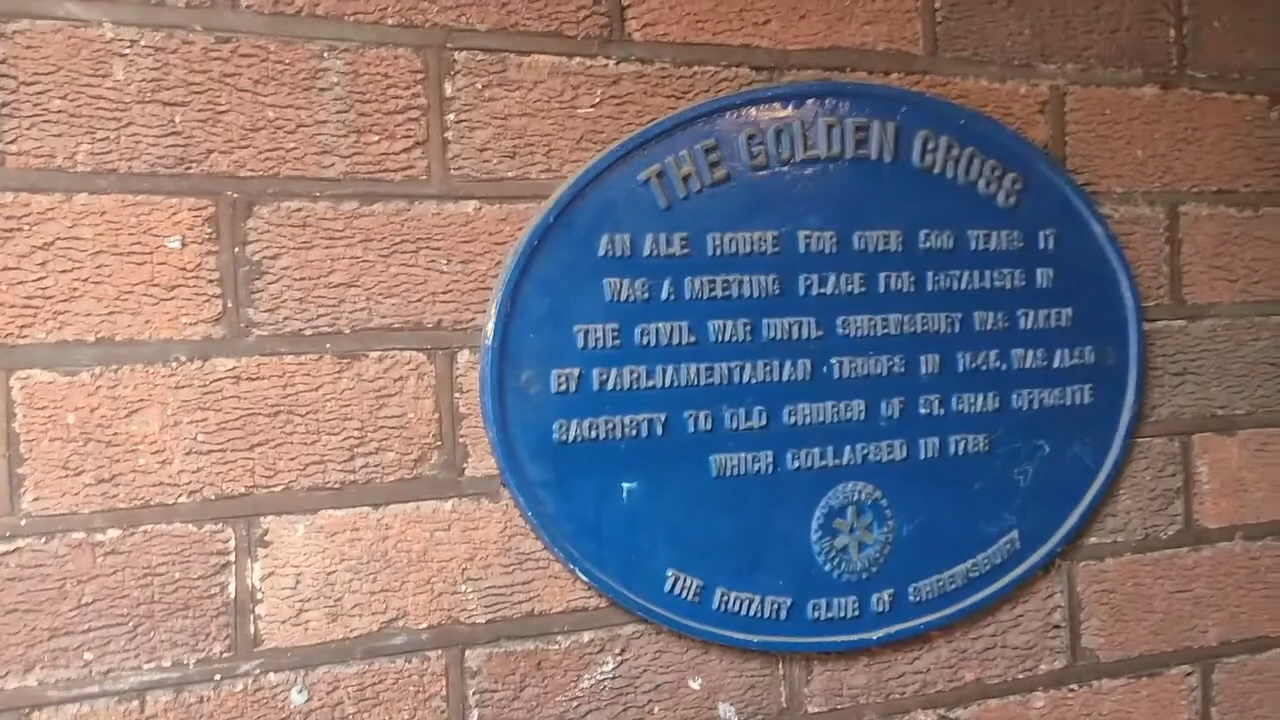 THE GOLDEN CROSS
AN ALE HOUSE FOR OVER 500 YEARS IT
WAS A MEETING PLACE FOR ROYALISTS IN
THE CIVIL WAR UNTIL SHREWSBURY WAS TAKEN
BY PARLIAMENTARIAN TROOPS IN 1645. WAS ALSO
SACRISTY TO OLD CHURCH OF ST. CHAD OPPOSITE
WHICH COLLAPSED IN 1788
THE ROTARY CLUB OF SHREWSBURY